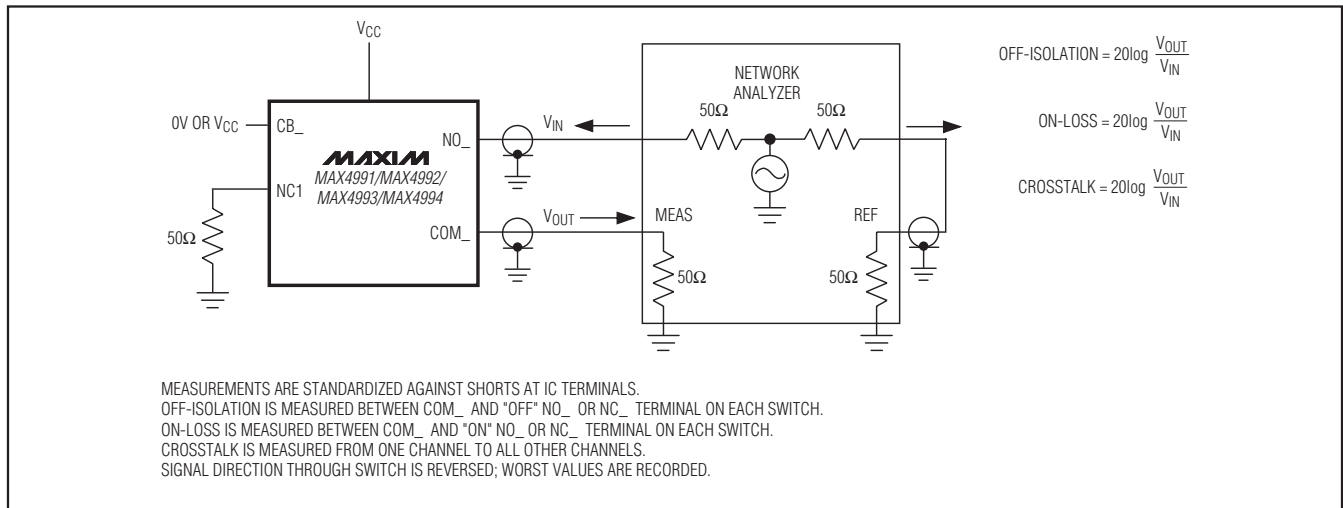 VCC
0V OR VCC
CB_
NO_
MAXIM
MAX4991/MAX4992/
MAX4993/MAX4994
NC1
COM_
50Ω
VIN
VOUT
NETWORK
ANALYZER
50Ω
50Ω
MEAS
REF
50Ω
50Ω
OFF-ISOLATION = 20log VOUT/VIN
ON-LOSS = 20log VOUT/VIN
CROSSTALK = 20log VOUT/VIN
MEASUREMENTS ARE STANDARDIZED AGAINST SHORTS AT IC TERMINALS.
OFF-ISOLATION IS MEASURED BETWEEN COM_ AND "OFF" NO_ OR NC_ TERMINAL ON EACH SWITCH.
ON-LOSS IS MEASURED BETWEEN COM_ AND "ON" NO_ OR NC_ TERMINAL ON EACH SWITCH.
CROSSTALK IS MEASURED FROM ONE CHANNEL TO ALL OTHER CHANNELS.
SIGNAL DIRECTION THROUGH SWITCH IS REVERSED; WORST VALUES ARE RECORDED.